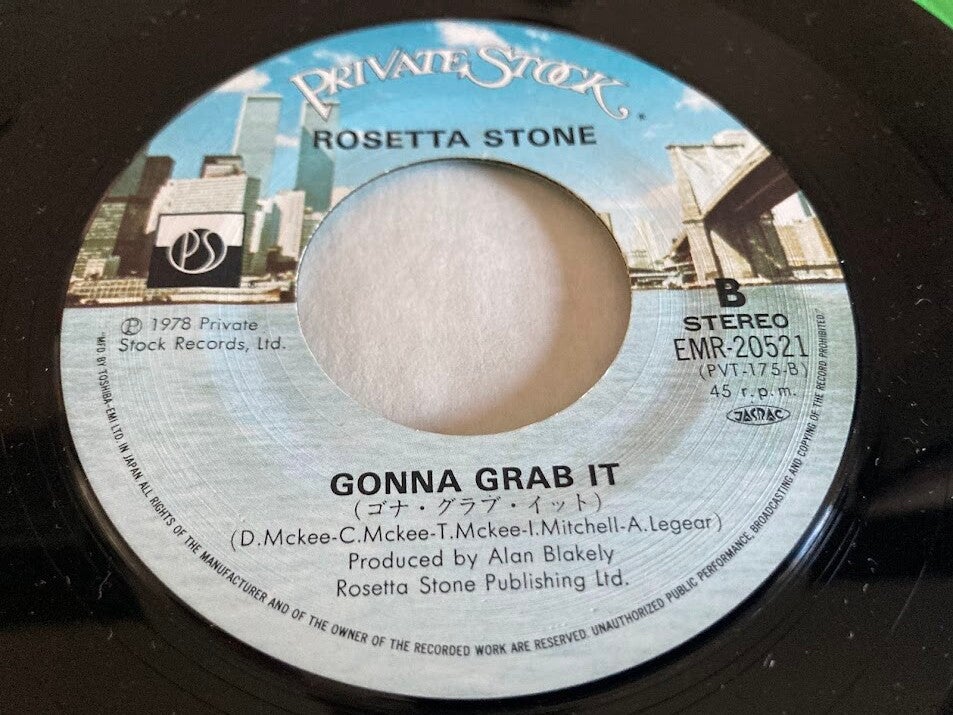 PRIVATE STOCK
®
ROSETTA STONE
PS
Ⓟ 1978 Private
Stock Records, Ltd.
B
STEREO
EMR-20521
(PVT-175-B)
45 r.p.m.
JASRAC
GONNA GRAB IT
(ゴナ・グラブ・イット)
(D.Mckee-C.Mckee-T.Mckee-I.Mitchell-A.Legear)
Produced by Alan Blakely
Rosetta Stone Publishing Ltd.
"MFD BY TOSHIBA-EMI LTD IN JAPAN ALL RIGHTS OF THE MANUFACTURER AND OF THE OWNER OF THE RECORDED WORK ARE RESERVED. UNAUTHORIZED PUBLIC PERFORMANCE, BROADCASTING AND COPYING OF THE RECORD PROHIBITED"